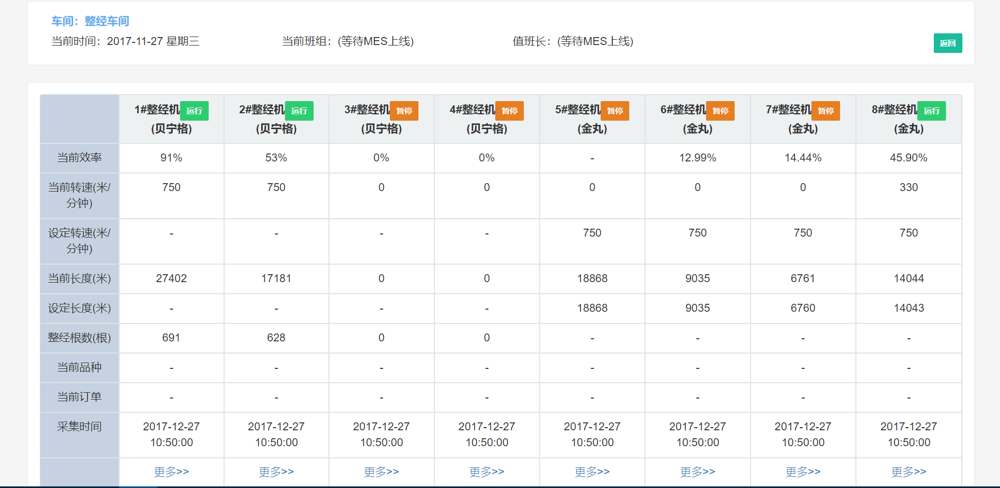 车间：整经车间
当前时间：2017-11-27 星期三 当前班组：(等待MES上线) 值班长：(等待MES上线) 返回
1#整经机 运行 2#整经机 运行 3#整经机 暂停 4#整经机 暂停 5#整经机 暂停 6#整经机 暂停 7#整经机 暂停 8#整经机 运行
(贝宁格) (贝宁格) (贝宁格) (贝宁格) (金丸) (金丸) (金丸) (金丸)
当前效率 91% 53% 0% 0% - 12.99% 14.44% 45.90%
当前转速(米/ 750 750 0 0 0 0 0 330
分钟)
设定转速(米/ - - - - 750 750 750 750
分钟)
当前长度(米) 27402 17181 0 0 18868 9035 6761 14044
设定长度(米) - - - - 18868 9035 6760 14043
整经根数(根) 691 628 0 0 - - - -
当前品种 - - - - - - - -
当前订单 - - - - - - - -
采集时间 2017-12-27 2017-12-27 2017-12-27 2017-12-27 2017-12-27 2017-12-27 2017-12-27 2017-12-27
10:50:00 10:50:00 10:50:00 10:50:00 10:50:00 10:50:00 10:50:00 10:50:00
更多>> 更多>> 更多>> 更多>> 更多>> 更多>> 更多>> 更多>>